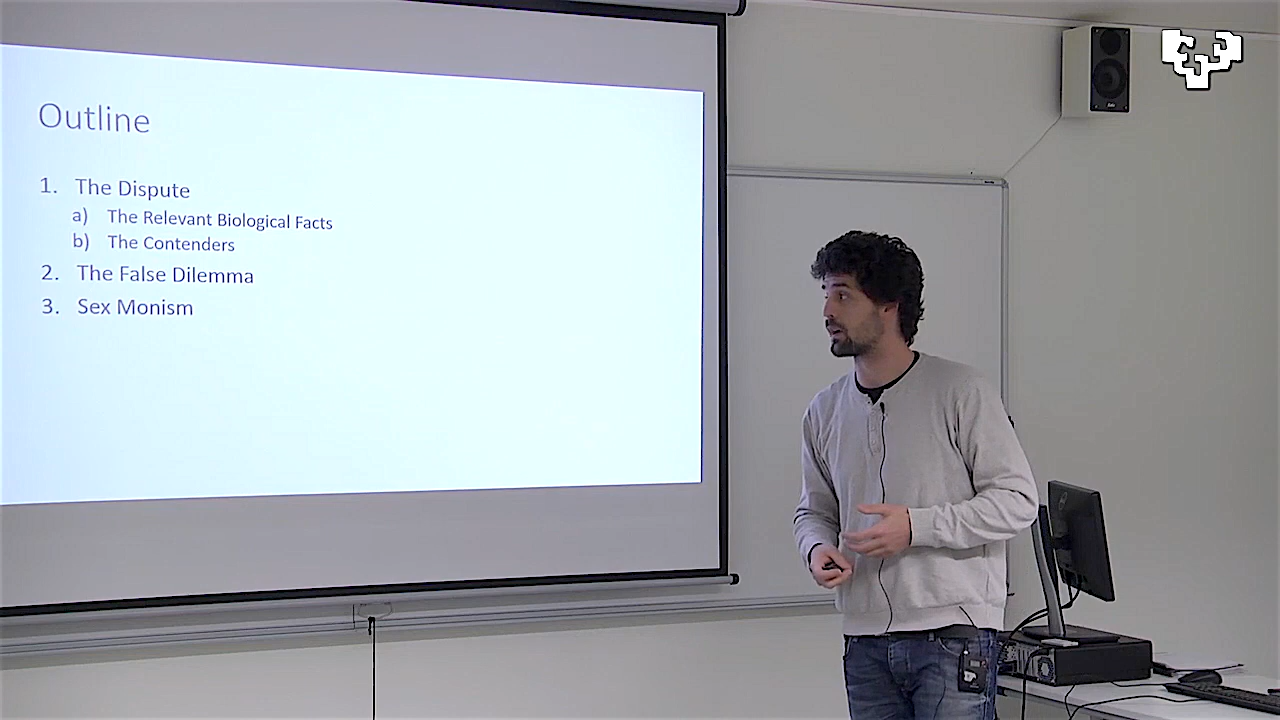 Outline
1. The Dispute
a) The Relevant Biological Facts
b) The Contenders
2. The False Dilemma
3. Sex Monism